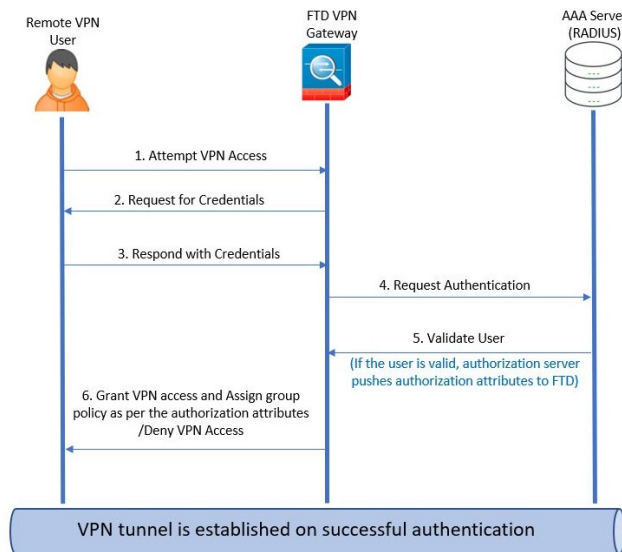 Remote VPN
User
FTD VPN
Gateway
AAA Serve
(RADIUS)
1. Attempt VPN Access
2. Request for Credentials
3. Respond with Credentials
4. Request Authentication
5. Validate User
(If the user is valid, authorization server
pushes authorization attributes to FTD)
6. Grant VPN access and Assign group
policy as per the authorization attributes
/Deny VPN Access
VPN tunnel is established on successful authentication